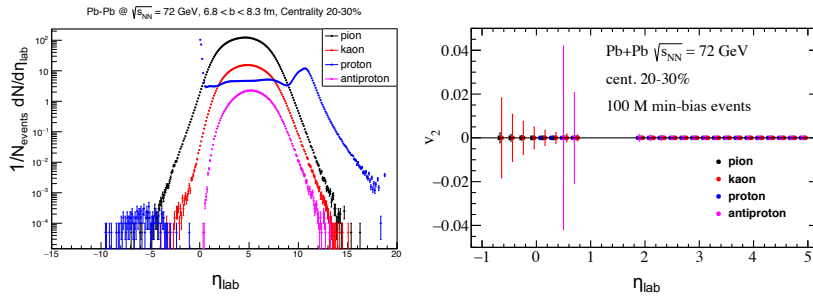 Pb-Pb @ √s_NN = 72 GeV, 6.8 < b < 8.3 fm, Centrality 20-30%
1/N_events dN/dη_lab
10²
10
1
10⁻¹
10⁻²
10⁻³
10⁻⁴
pion
kaon
proton
antiproton
−15 −10 −5 0 5 10 15 20
η_lab
v₂
0.04
0.02
0
−0.02
−0.04
Pb+Pb √s_NN = 72 GeV
cent. 20-30%
100 M min-bias events
pion
kaon
proton
antiproton
−1 0 1 2 3 4 5
η_lab